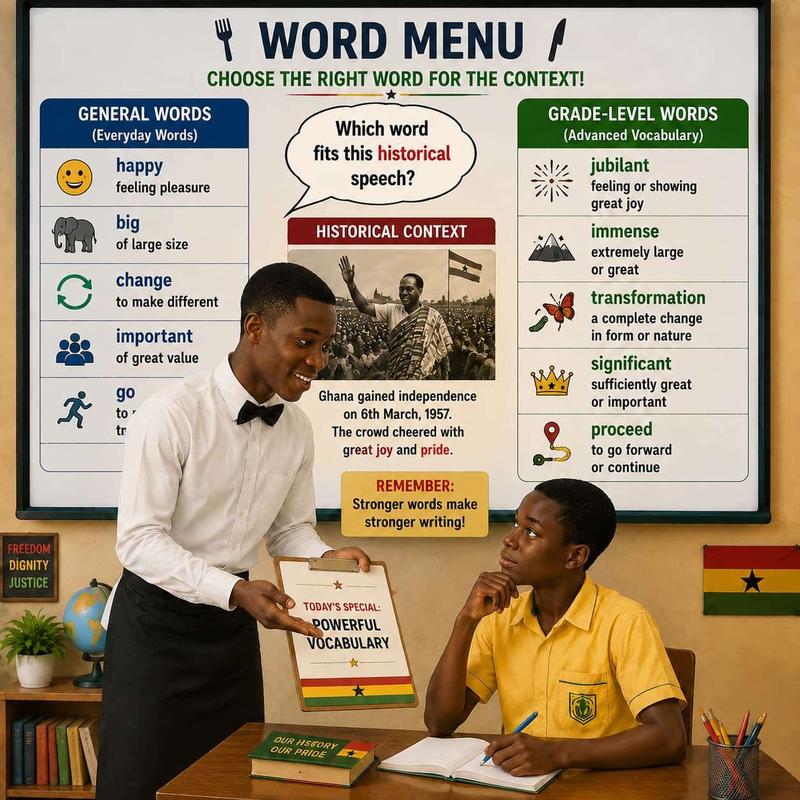 WORD MENU
CHOOSE THE RIGHT WORD FOR THE CONTEXT!
GENERAL WORDS
(Everyday Words)
happy
feeling pleasure
big
of large size
change
to make different
important
of great value
go
to
Which word
fits this historical
speech?
HISTORICAL CONTEXT
Ghana gained independence
on 6th March, 1957.
The crowd cheered with
great joy and pride.
REMEMBER:
Stronger words make
stronger writing!
GRADE-LEVEL WORDS
(Advanced Vocabulary)
jubilant
feeling or showing
great joy
immense
extremely large
or great
transformation
a complete change
in form or nature
significant
sufficiently great
or important
proceed
to go forward
or continue
FREEDOM
DIGNITY
JUSTICE
TODAY'S SPECIAL:
POWERFUL
VOCABULARY
OUR
OUR PRIDE